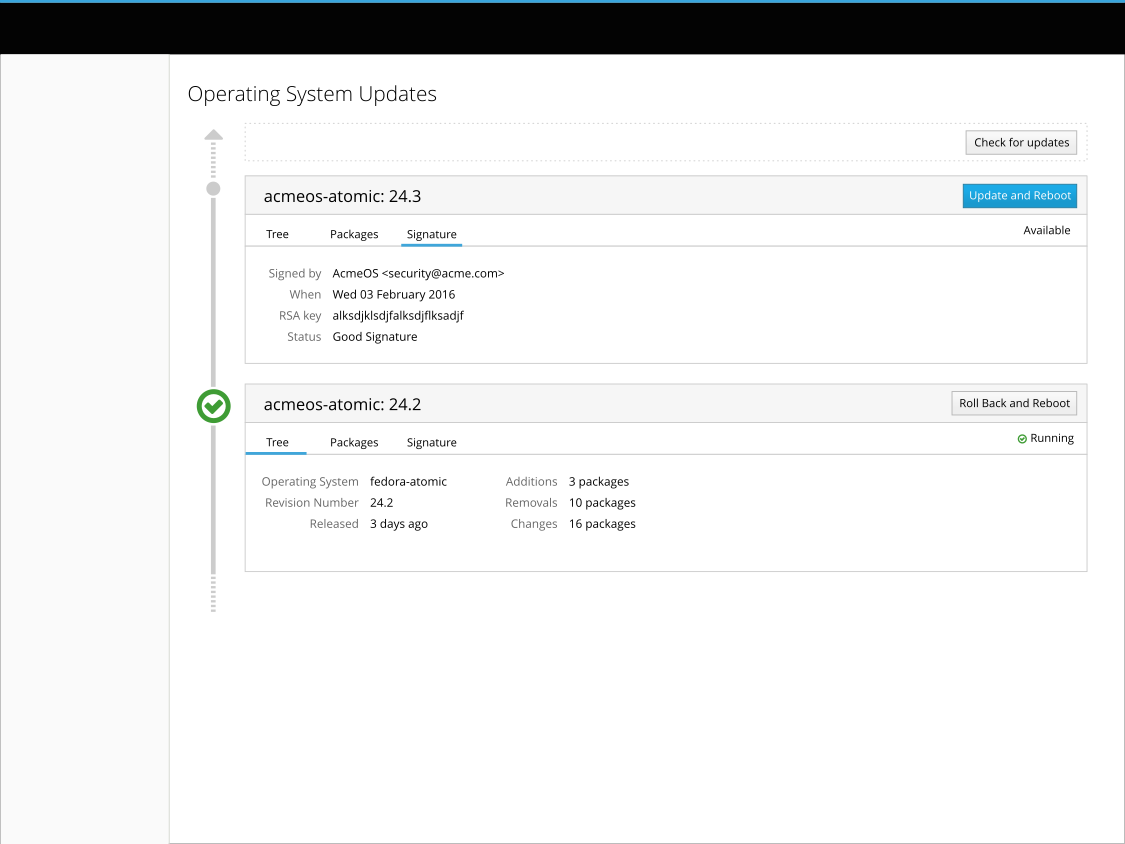 Operating System Updates
Check for updates
acmeos-atomic: 24.3
Update and Reboot
Tree Packages Signature Available
Signed by AcmeOS <security@acme.com>
When Wed 03 February 2016
RSA key alksdjklsdjfalksdjflksadjf
Status Good Signature
acmeos-atomic: 24.2
Roll Back and Reboot
Tree Packages Signature Running
Operating System fedora-atomic Additions 3 packages
Revision Number 24.2 Removals 10 packages
Released 3 days ago Changes 16 packages